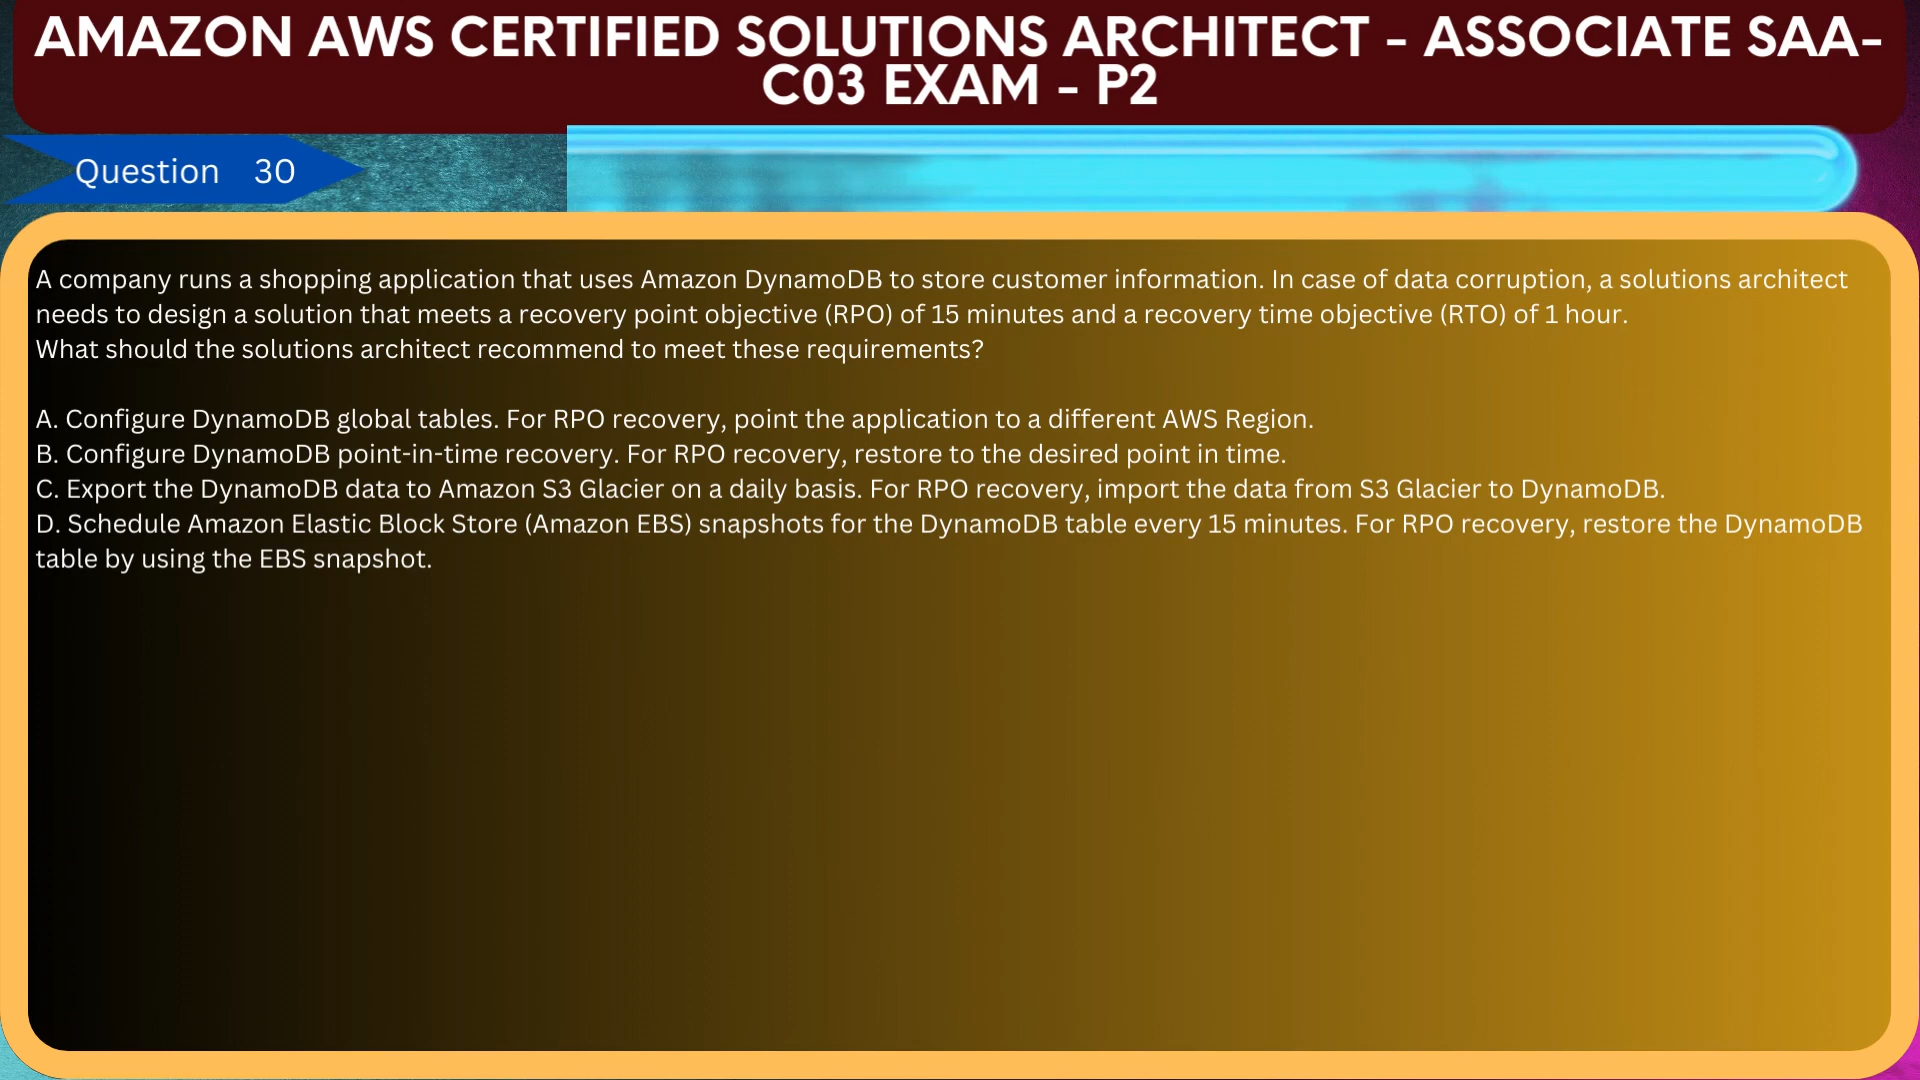 AMAZON AWS CERTIFIED SOLUTIONS ARCHITECT - ASSOCIATE SAA-
C03 EXAM - P2
Question 30
A company runs a shopping application that uses Amazon DynamoDB to store customer information. In case of data corruption, a solutions architect
needs to design a solution that meets a recovery point objective (RPO) of 15 minutes and a recovery time objective (RTO) of 1 hour.
What should the solutions architect recommend to meet these requirements?
A. Configure DynamoDB global tables. For RPO recovery, point the application to a different AWS Region.
B. Configure DynamoDB point-in-time recovery. For RPO recovery, restore to the desired point in time.
C. Export the DynamoDB data to Amazon S3 Glacier on a daily basis. For RPO recovery, import the data from S3 Glacier to DynamoDB.
D. Schedule Amazon Elastic Block Store (Amazon EBS) snapshots for the DynamoDB table every 15 minutes. For RPO recovery, restore the DynamoDB
table by using the EBS snapshot.